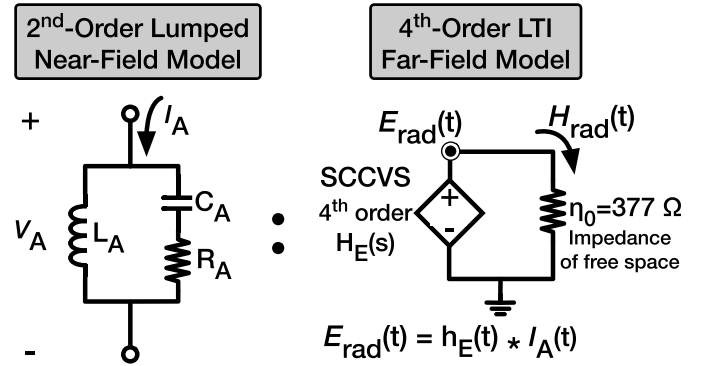 2nd-Order Lumped
Near-Field Model
4th-Order LTI
Far-Field Model
+
IA
VA
LA
CA
RA
-
:
Erad(t)
Hrad(t)
SCCVS
4th order
HE(s)
+
-
η0=377 Ω
Impedance
of free space
Erad(t) = hE(t) * IA(t)